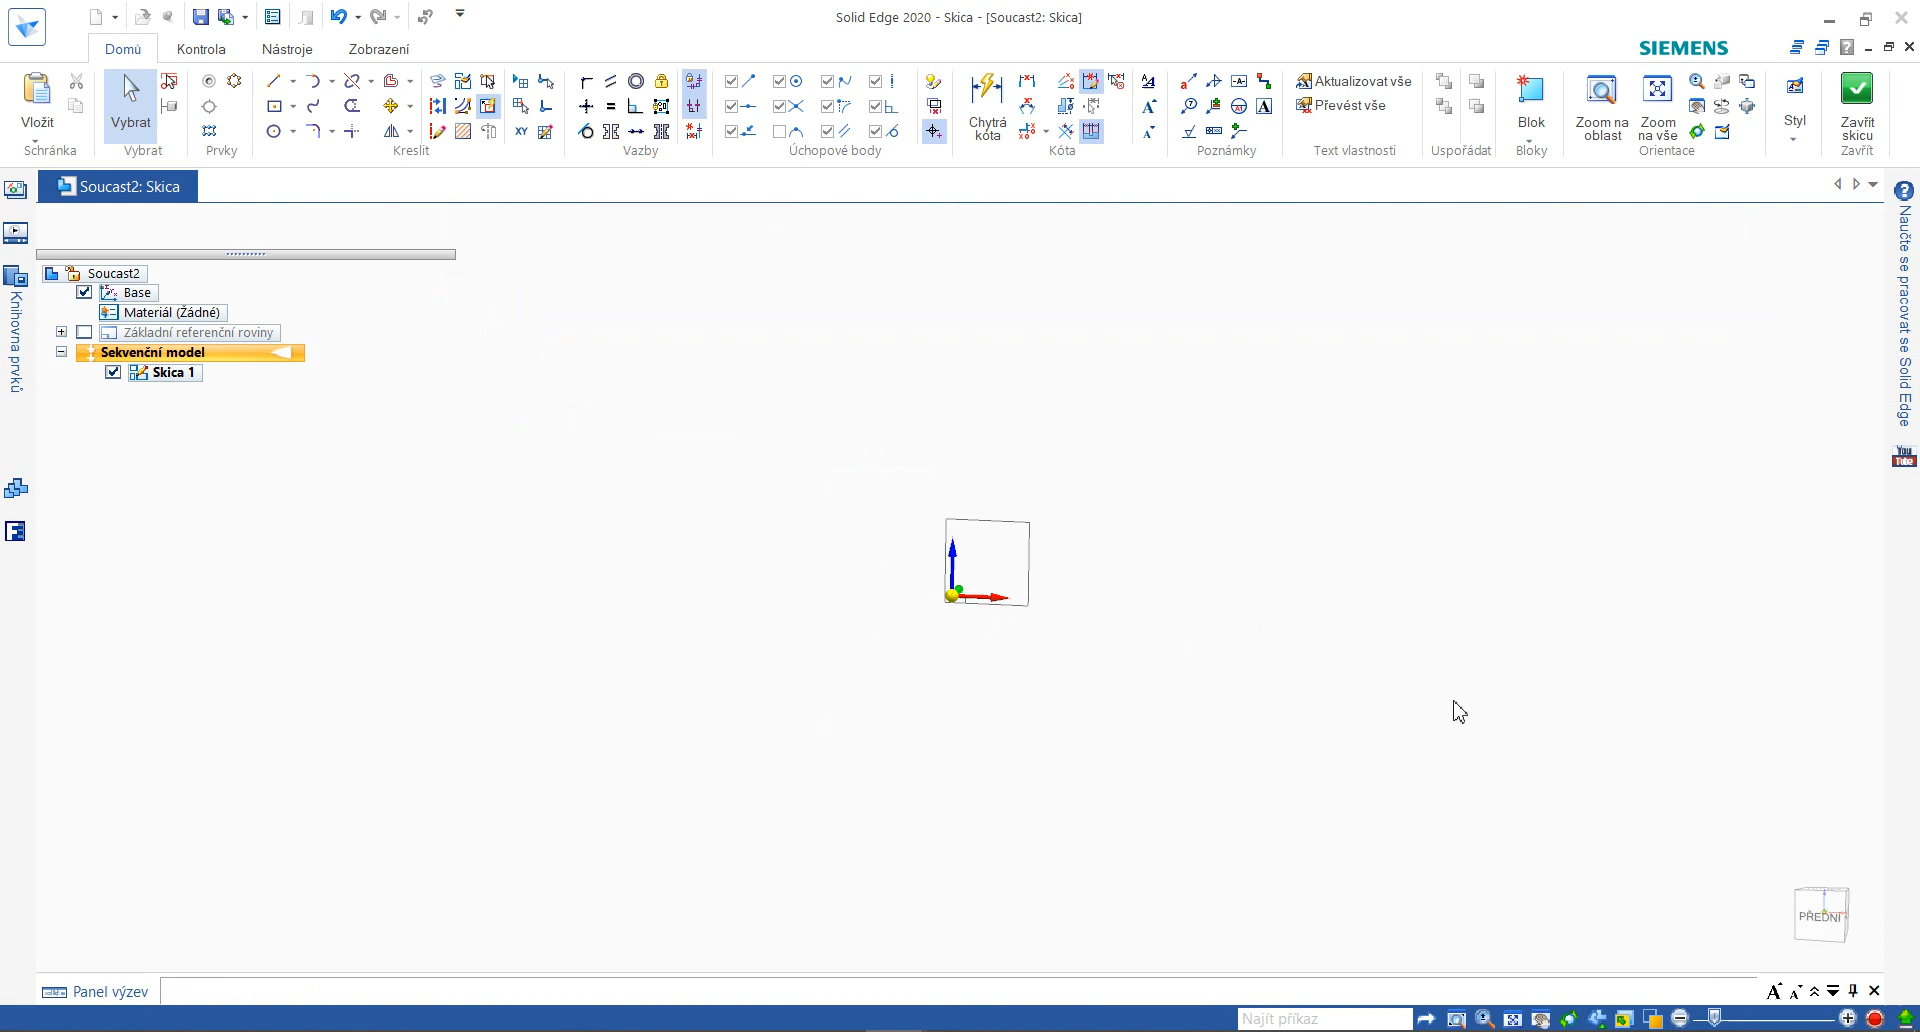 Solid Edge 2020 - Skica - [Soucast2: Skica]
Domů Kontrola Nástroje Zobrazení
SIEMENS
Vložit
Schránka
Vybrat
Vybrat
Prvky
Kreslit
Vazby
Úchopové body
Chytrá
kóta
Kóta
Poznámky
Aktualizovat vše
Převést vše
Text vlastnosti
Uspořádat
Blok
Bloky
Zoom na
oblast
Zoom
na vše
Orientace
Styl
Zavřít
skicu
Zavřít
Soucast2: Skica
Knihovna prvků
Soucast2
Base
Materiál (Žádné)
Základní referenční roviny
Sekvenční model
Skica 1
Naučte se pracovat se Solid Edge
You
Tube
PŘEDNÍ
Panel výzev
Najít příkaz